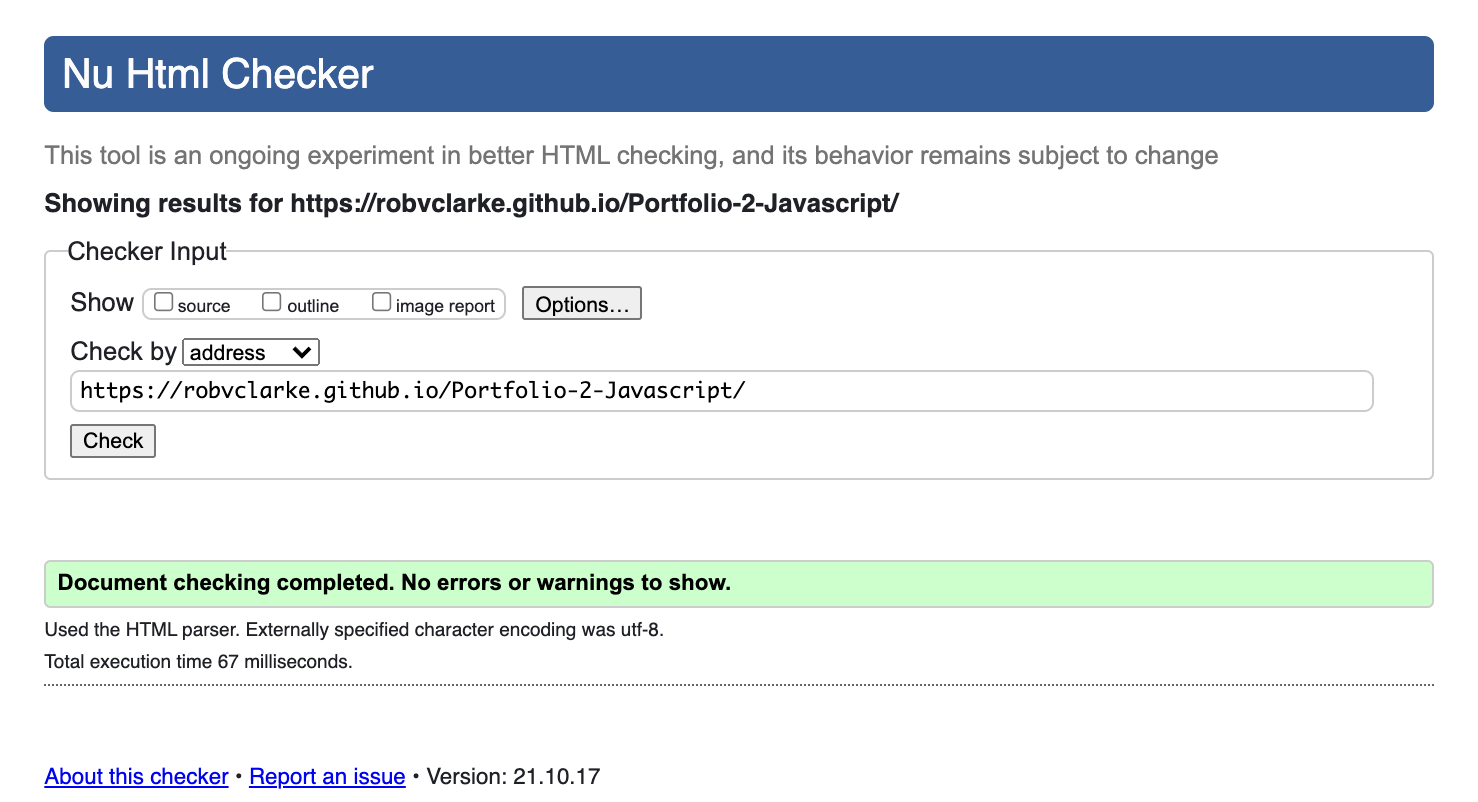 Nu Html Checker
This tool is an ongoing experiment in better HTML checking, and its behavior remains subject to change
Showing results for https://robvclarke.github.io/Portfolio-2-Javascript/
Checker Input
Show source outline image report Options...
Check by address
https://robvclarke.github.io/Portfolio-2-Javascript/
Check
Document checking completed. No errors or warnings to show.
Used the HTML parser. Externally specified character encoding was utf-8.
Total execution time 67 milliseconds.
About this checker • Report an issue • Version: 21.10.17